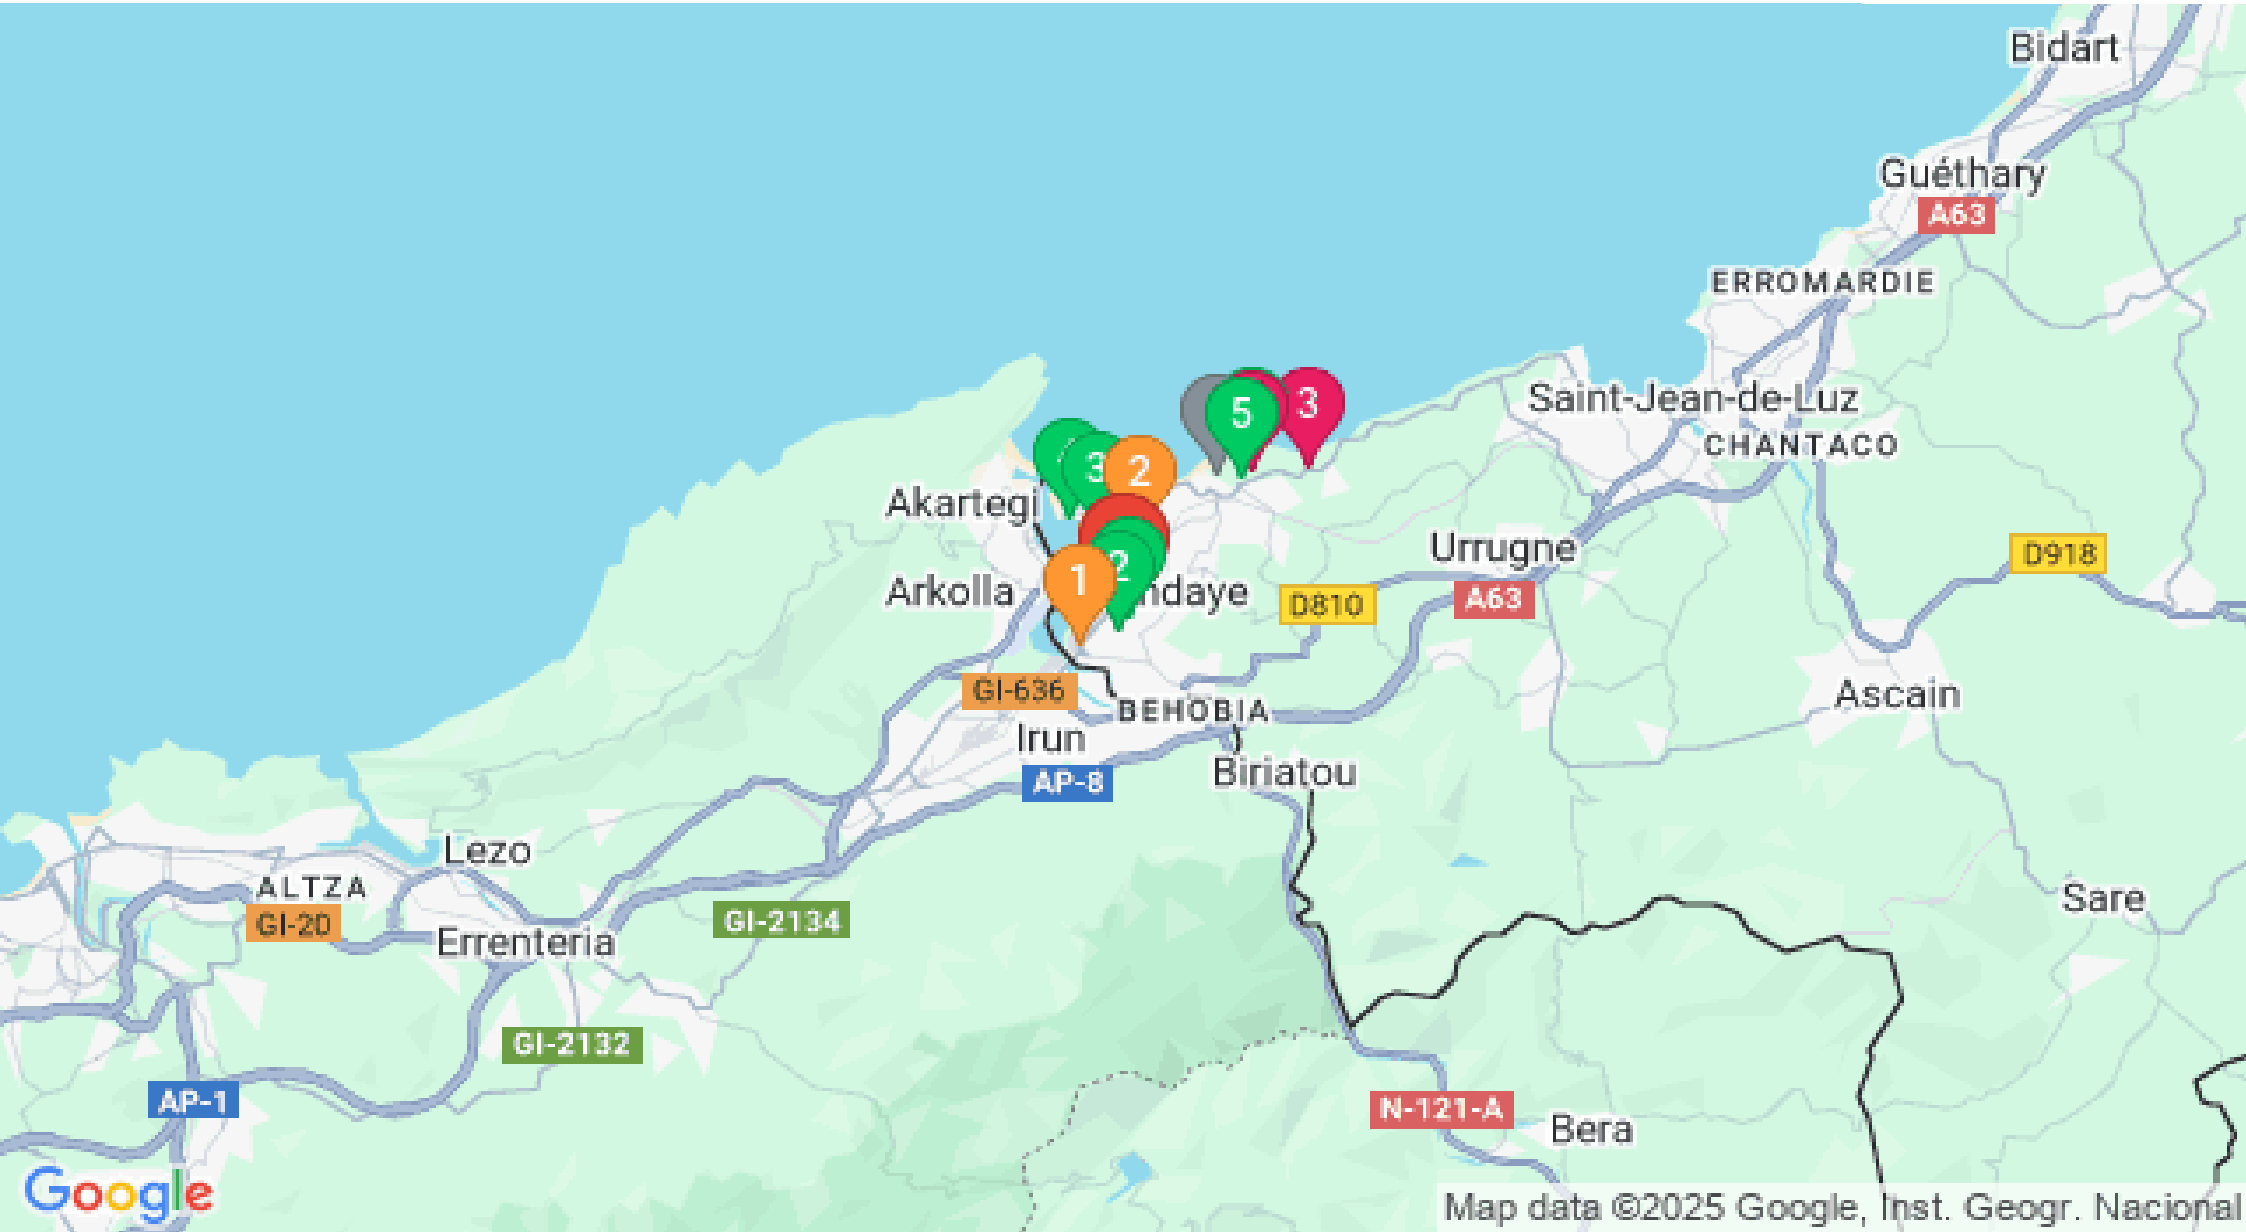 Bidart
Guéthary
A63
ERROMARDIE
Saint-Jean-de-Luz
CHANTACO
3
5
3
2
Akartegi
Urrugne
D918
2
1
Arkolla
ndaye
D810
A63
GI-636
Ascain
BEHOBIA
Irun
Biriatou
AP-8
Lezo
ALTZA
GI-20
Sare
GI-2134
Errenteria
GI-2132
AP-1
N-121-A
Bera
Google
Map data ©2025 Google, Inst. Geogr. Nacional